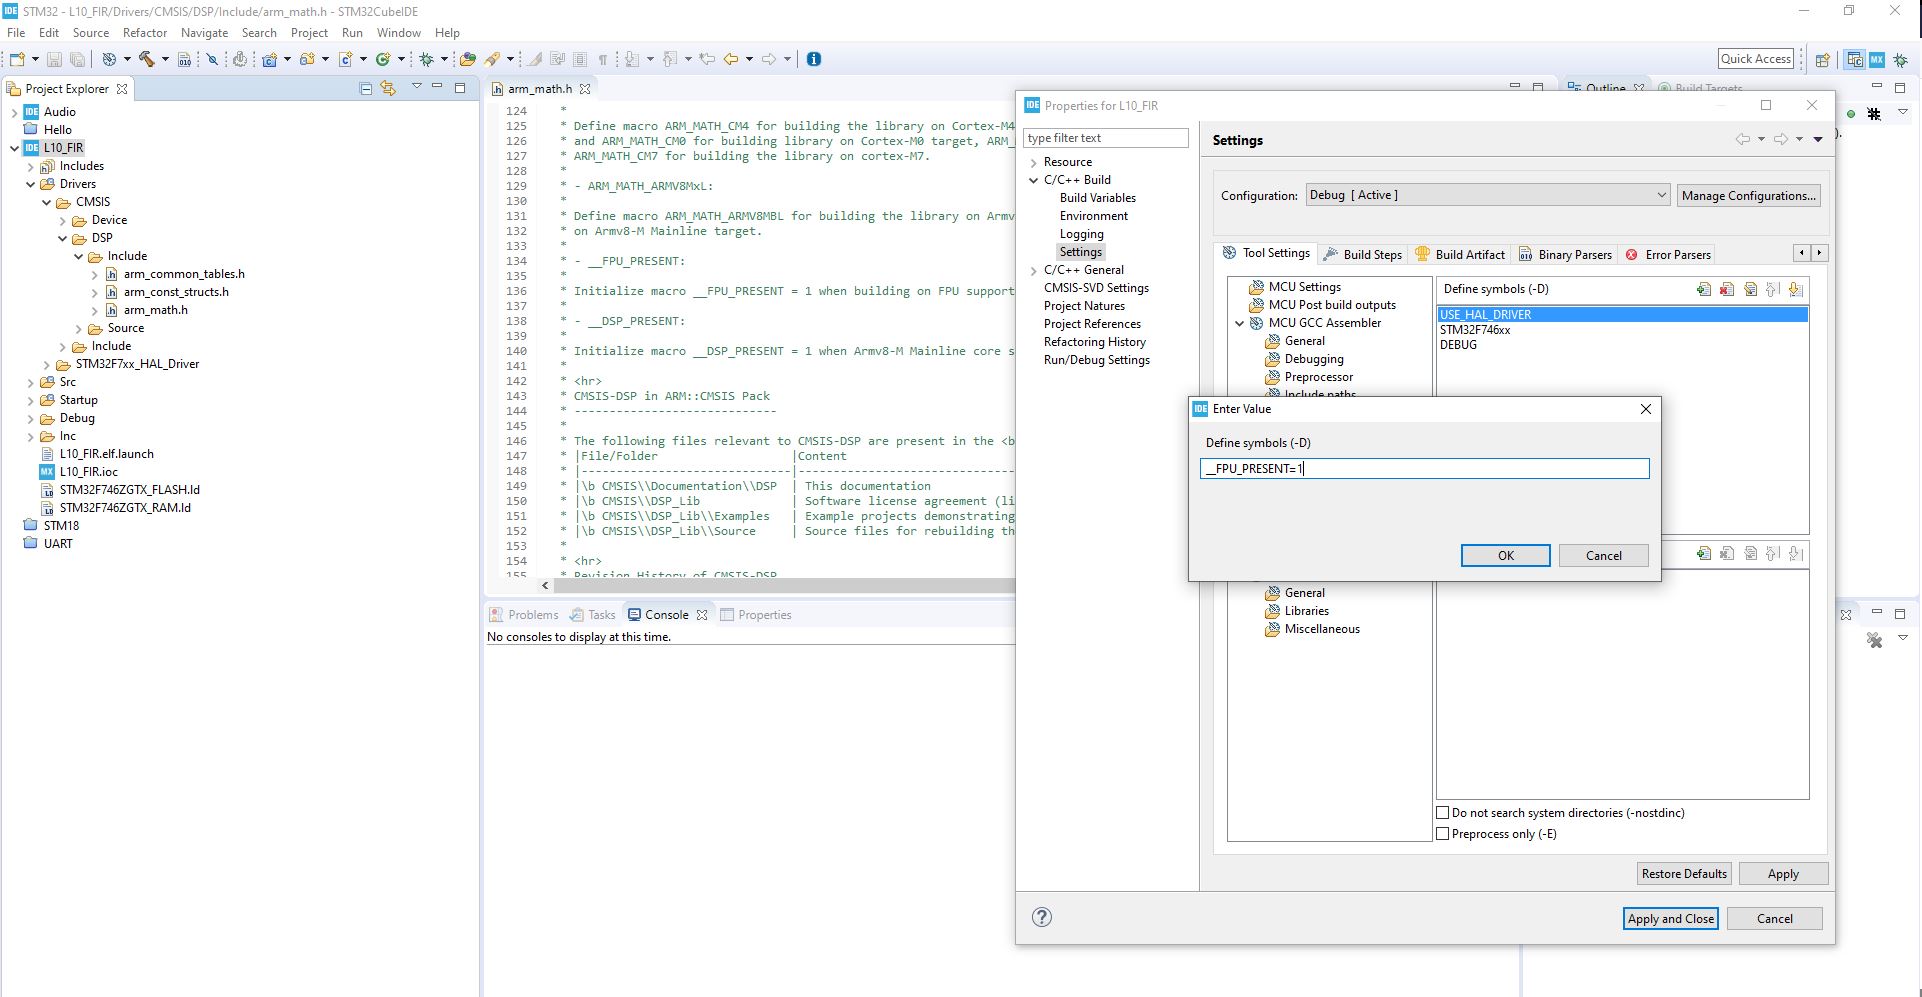 IDE STM32 - L10_FIR/Drivers/CMSIS/DSP/Include/arm_math.h - STM32CubeIDE
File Edit Source Refactor Navigate Search Project Run Window Help
Quick Access
Project Explorer
Audio
Hello
L10_FIR
Includes
Drivers
CMSIS
Device
DSP
Include
arm_common_tables.h
arm_const_structs.h
arm_math.h
Source
Include
STM32F7xx_HAL_Driver
Src
Startup
Debug
Inc
L10_FIR.elf.launch
L10_FIR.ioc
STM32F746ZGTX_FLASH.ld
STM32F746ZGTX_RAM.ld
STM18
UART
arm_math.h
124 *
125 * Define macro ARM_MATH_CM4 for building the library on Cortex-M4
126 * and ARM_MATH_CM0 for building library on Cortex-M0 target, ARM_
127 * ARM_MATH_CM7 for building the library on cortex-M7.
128 *
129 * - ARM_MATH_ARMV8MxL:
130 *
131 * Define macro ARM_MATH_ARMV8MBL for building the library on Armv
132 * on Armv8-M Mainline target.
133 *
134 * - __FPU_PRESENT:
135 *
136 * Initialize macro __FPU_PRESENT = 1 when building on FPU support
137 *
138 * - __DSP_PRESENT:
139 *
140 * Initialize macro __DSP_PRESENT = 1 when Armv8-M Mainline core s
141 *
142 * <hr>
143 * CMSIS-DSP in ARM::CMSIS Pack
144 * -----------------------------
145 *
146 * The following files relevant to CMSIS-DSP are present in the <b
147 * |File/Folder |Content
148 * |------------------------------|--------------------------------
149 * |\b CMSIS\\Documentation\\DSP | This documentation
150 * |\b CMSIS\\DSP_Lib | Software license agreement (li
151 * |\b CMSIS\\DSP_Lib\\Examples | Example projects demonstrating
152 * |\b CMSIS\\DSP_Lib\\Source | Source files for rebuilding th
153 *
154 * <hr>
155 * Revision History of CMSIS-DSP
Problems Tasks Console Properties
No consoles to display at this time.
Outline Build Targets
).
IDE Properties for L10_FIR
type filter text
Resource
C/C++ Build
Build Variables
Environment
Logging
Settings
C/C++ General
CMSIS-SVD Settings
Project Natures
Project References
Refactoring History
Run/Debug Settings
Settings
Configuration: Debug [ Active ] Manage Configurations...
Tool Settings Build Steps Build Artifact Binary Parsers Error Parsers
MCU Settings
MCU Post build outputs
MCU GCC Assembler
General
Debugging
Preprocessor
Include paths
General
Libraries
Miscellaneous
Define symbols (-D)
USE_HAL_DRIVER
STM32F746xx
DEBUG
IDE Enter Value
Define symbols (-D)
__FPU_PRESENT=1
OK Cancel
Do not search system directories (-nostdinc)
Preprocess only (-E)
Restore Defaults Apply
Apply and Close Cancel